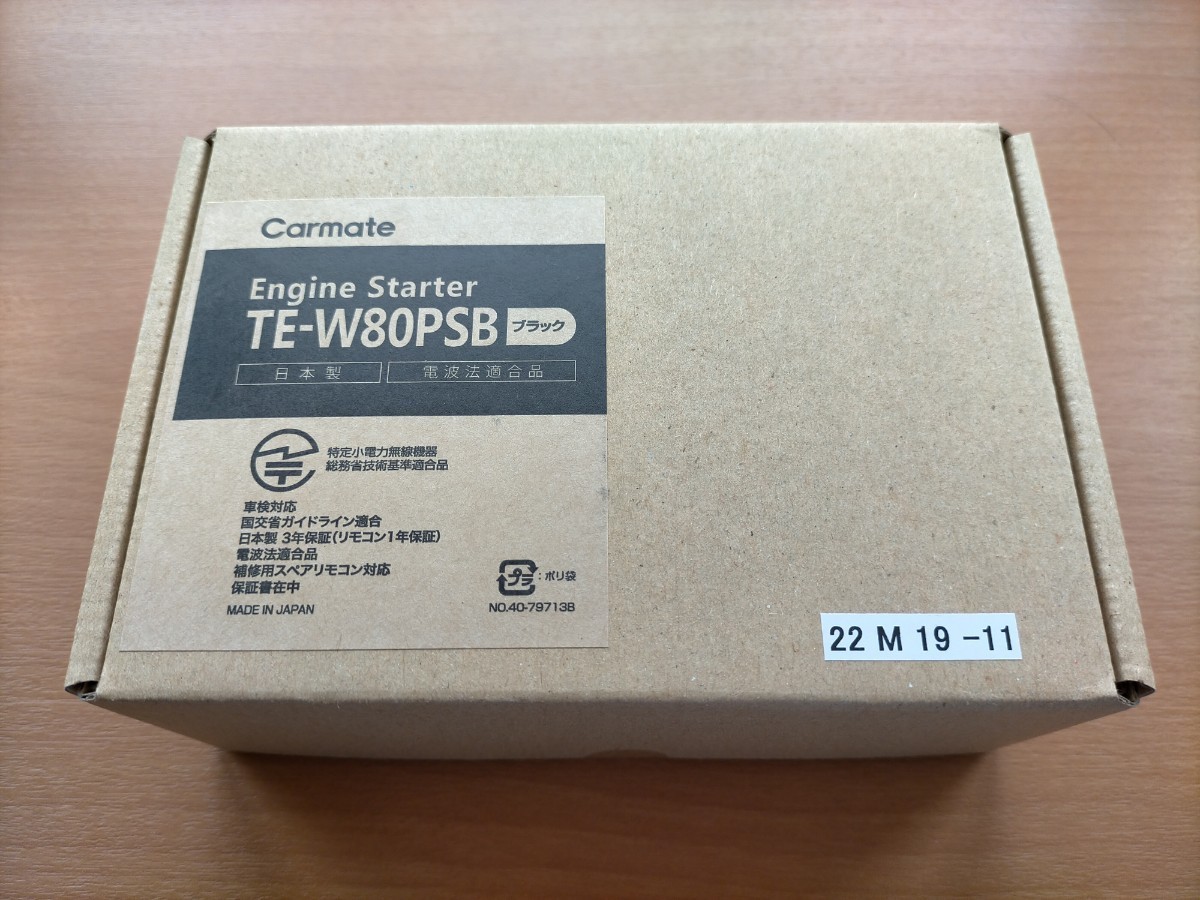 Carmate
Engine Starter
TE-W80PSB ブラック
日本製 電波法適合品
特定小電力無線機器
総務省技術基準適合品
車検対応
国交省ガイドライン適合
日本製 3年保証(リモコン1年保証)
電波法適合品
補修用スペアリモコン対応
保証書在中
MADE IN JAPAN
プラ :ポリ袋
NO.40-79713B
22 M 19 -11